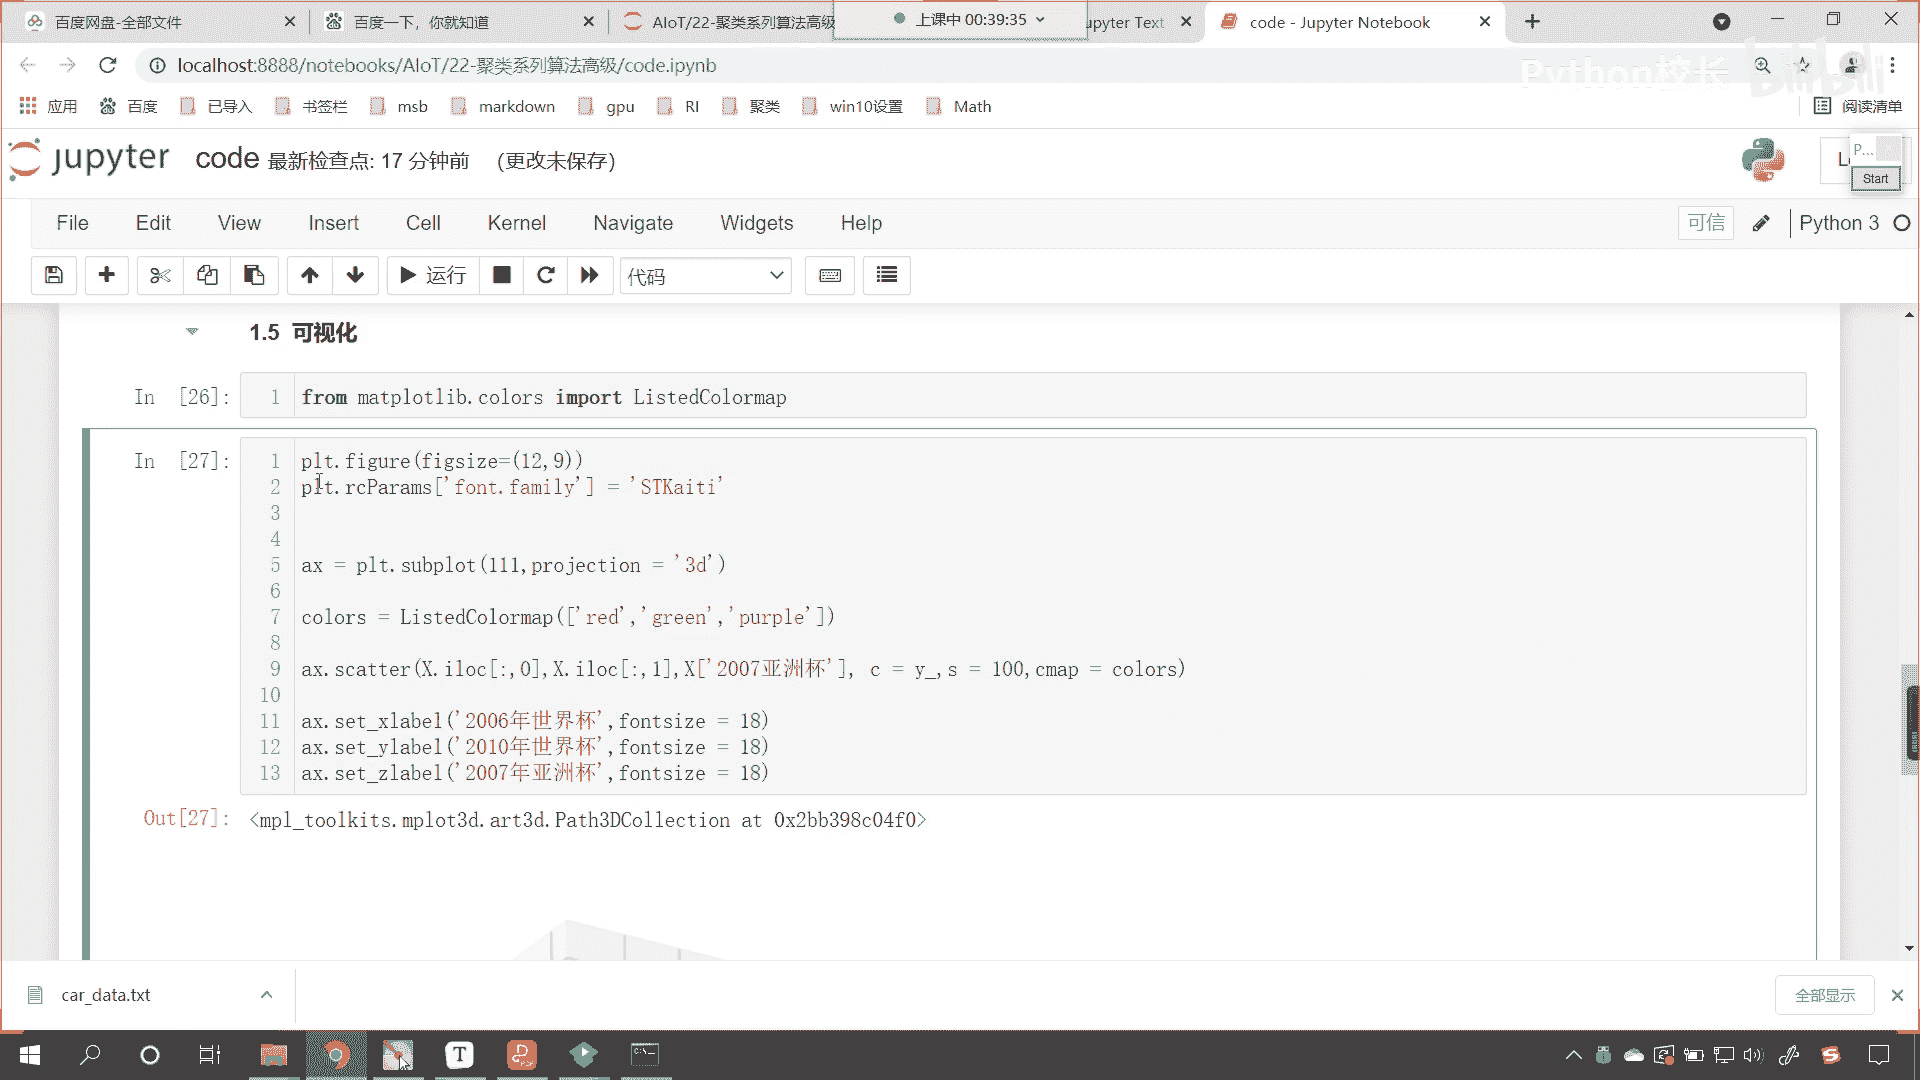 百度网盘-全部文件
百度一下，你就知道
AIoT/22-聚类系列算法高级
上课中 00:39:35
upyter Text
code - Jupyter Notebook
localhost:8888/notebooks/AIoT/22-聚类系列算法高级/code.ipynb
Python校长
bilibili
应用 百度 已导入 书签栏 msb markdown gpu RI 聚类 win10设置 Math 阅读清单
jupyter code 最新检查点: 17 分钟前 (更改未保存)
P...
Start
File Edit View Insert Cell Kernel Navigate Widgets Help 可信 Python 3
运行 代码
1.5 可视化
In [26]: 1 from matplotlib.colors import ListedColormap
In [27]: 1 plt.figure(figsize=(12,9))
2 plt.rcParams['font.family'] = 'STKaiti'
3
4
5 ax = plt.subplot(111,projection = '3d')
6
7 colors = ListedColormap(['red','green','purple'])
8
9 ax.scatter(X.iloc[:,0],X.iloc[:,1],X['2007亚洲杯'], c = y_,s = 100,cmap = colors)
10
11 ax.set_xlabel('2006年世界杯',fontsize = 18)
12 ax.set_ylabel('2010年世界杯',fontsize = 18)
13 ax.set_zlabel('2007年亚洲杯',fontsize = 18)
Out[27]: <mpl_toolkits.mplot3d.art3d.Path3DCollection at 0x2bb398c04f0>
car_data.txt
全部显示